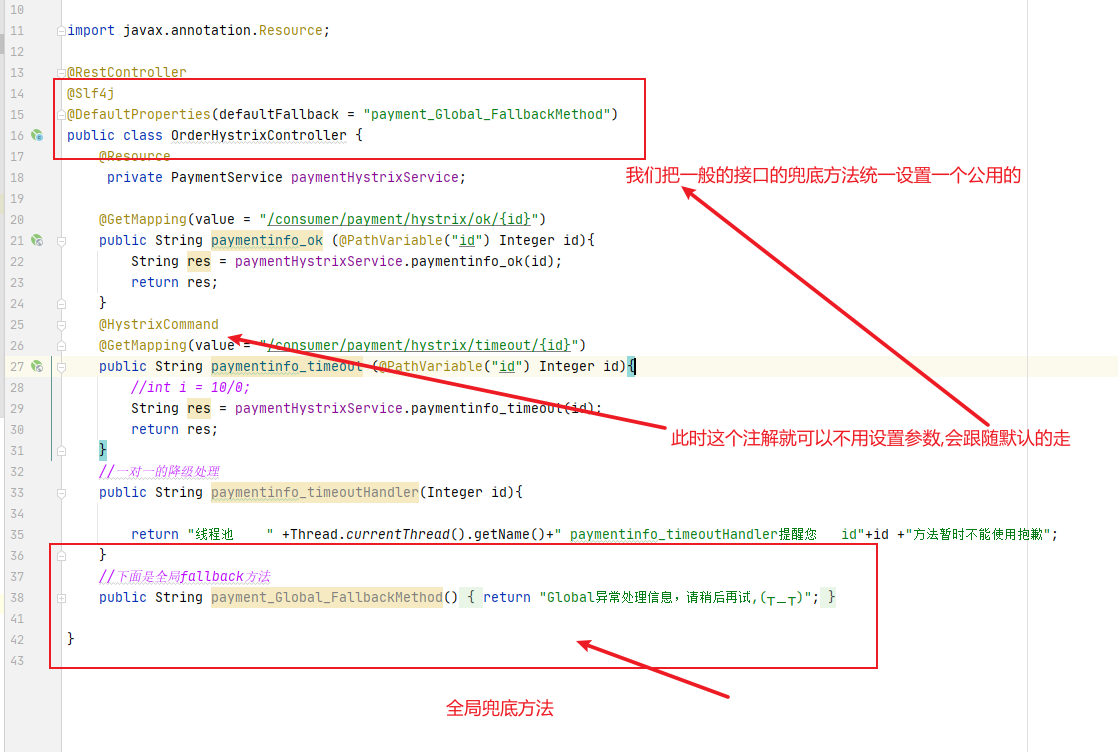 10
11 import javax.annotation.Resource;
12
13 @RestController
14 @Slf4j
15 @DefaultProperties(defaultFallback = "payment_Global_FallbackMethod")
16 public class OrderHystrixController {
17 @Resource
我们把一般的接口的兜底方法统一设置一个公用的
18 private PaymentService paymentHystrixService;
19
20 @GetMapping(value = "/consumer/payment/hystrix/ok/{id}")
21 public String paymentinfo_ok (@PathVariable("id") Integer id){
22 String res = paymentHystrixService.paymentinfo_ok(id);
23 return res;
24 }
25 @HystrixCommand
26 @GetMapping(value = "/consumer/payment/hystrix/timeout/{id}")
27 public String paymentinfo_timeout (@PathVariable("id") Integer id){
28 //int i = 10/0;
29 String res = paymentHystrixService.paymentinfo_timeout(id);
30 return res;
此时这个注解就可以不用设置参数,会跟随默认的走
31 }
32 //一对一的降级处理
33 public String paymentinfo_timeoutHandler(Integer id){
34
35 return "线程池 " +Thread.currentThread().getName()+" paymentinfo_timeoutHandler提醒您 id"+id +"方法暂时不能使用抱歉";
36 }
37 //下面是全局fallback方法
38 public String payment_Global_FallbackMethod() { return "Global异常处理信息，请稍后再试,(┬＿┬)"; }
41
42 }
43
全局兜底方法